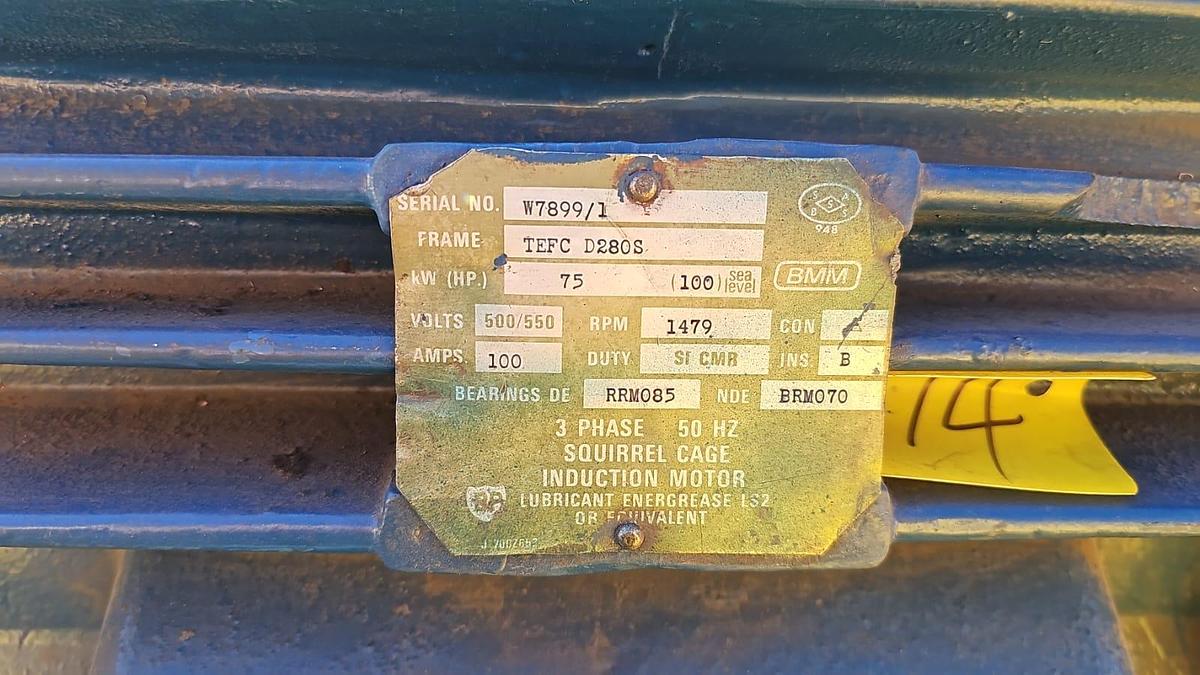 SERIAL NO. W7899/1
FRAME TEFC D280S
kW (HP.) 75 (100) sea level
VOLTS 500/550 RPM 1479 CON
AMPS. 100 DUTY SI CMR INS B
BEARINGS DE RRM085 NDE BRM070
3 PHASE 50 HZ
SQUIRREL CAGE
INDUCTION MOTOR
LUBRICANT ENERGREASE LS2
OR EQUIVALENT
948
BMM
14